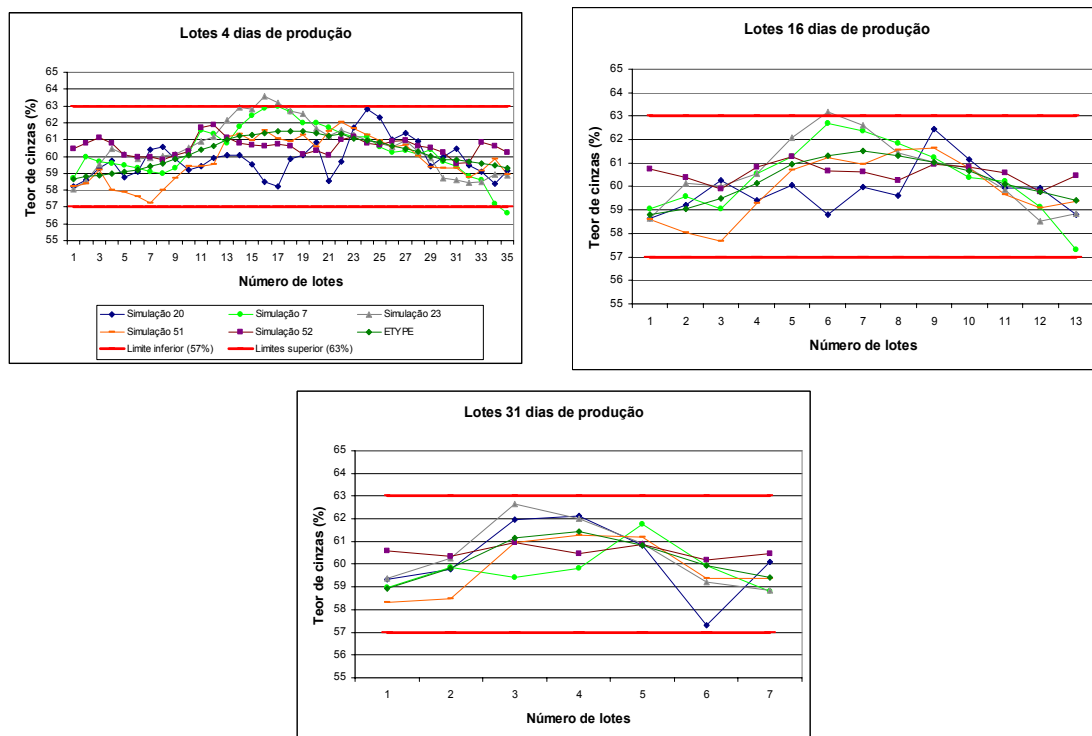 Lotes 4 dias de produção
Teor de cinzas (%)
65
64
63
62
61
60
59
58
57
56
55
1 3 5 7 9 11 13 15 17 19 21 23 25 27 29 31 33 35
Número de lotes
Simulação 20 Simulação 7 Simulação 23
Simulação 51 Simulação 52 ETYPE
Limite inferior (57%) Limites superior (63%)
Lotes 16 dias de produção
Teor de cinzas (%)
65
64
63
62
61
60
59
58
57
56
55
1 2 3 4 5 6 7 8 9 10 11 12 13
Número de lotes
Lotes 31 dias de produção
Teor de cinzas (%)
65
64
63
62
61
60
59
58
57
56
55
1 2 3 4 5 6 7
Número de lotes